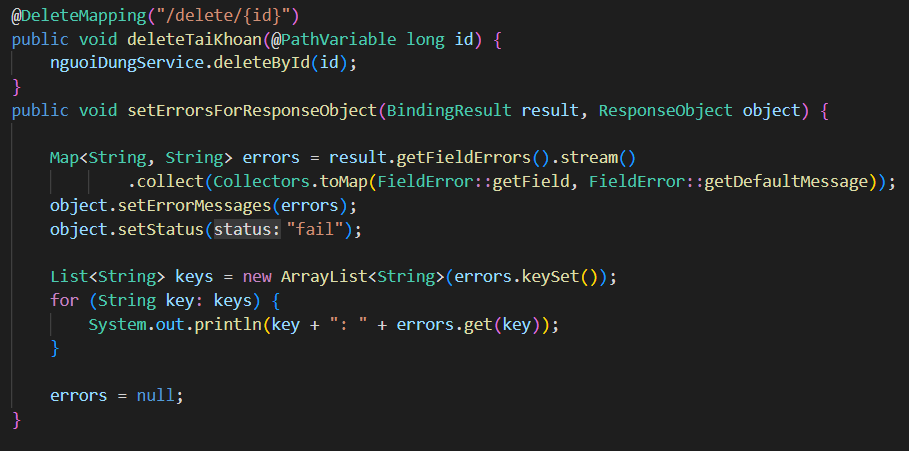 @DeleteMapping("/delete/{id}")
public void deleteTaiKhoan(@PathVariable long id) {
nguoiDungService.deleteById(id);
}
public void setErrorsForResponseObject(BindingResult result, ResponseObject object) {
Map<String, String> errors = result.getFieldErrors().stream()
.collect(Collectors.toMap(FieldError::getField, FieldError::getDefaultMessage));
object.setErrorMessages(errors);
object.setStatus(status: "fail");
List<String> keys = new ArrayList<String>(errors.keySet());
for (String key: keys) {
System.out.println(key + ": " + errors.get(key));
}
errors = null;
}